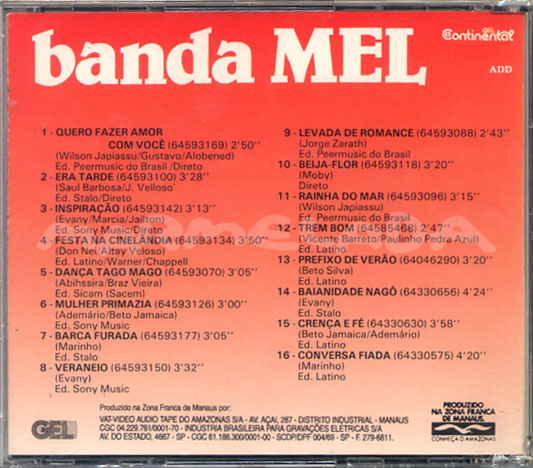 banda MEL
Continental
ADD
1 - QUERO FAZER AMOR
COM VOCÊ (64593169) 2'50''
(Wilson Japiassu/Gustavo/Alobened)
Ed. Peermusic do Brasil /Direto
2 - ERA TARDE (64593100) 3'28''
(Saul Barbosa/J. Velloso)
Ed. Stalo/Direto
3 - INSPIRAÇÃO (64593142) 3'13''
(Evany/Marcia/Jailton)
Ed. Sony Music/Direto
4 - FESTA NA CINELÂNDIA (64593134) 3'50''
(Don Nei/Altay Veloso)
Ed. Latino/Warner/Chappell
5 - DANÇA TAGO MAGO (64593070) 3'05''
(Abihssira/Braz Vieira)
Ed. Sicam (Sacem)
6 - MULHER PRIMAZIA (64593126) 3'00''
(Ademário/Beto Jamaica)
Ed. Sony Music
7 - BARCA FURADA (64593177) 3'05''
(Marinho)
Ed. Stalo
8 - VERANEIO (64593150) 3'32''
(Evany)
Ed. Sony Music
9 - LEVADA DE ROMANCE (64593088) 2'43''
(Jorge Zarath)
Ed. Peermusic do Brasil
10 - BEIJA-FLOR (64593118) 3'20''
(Moby)
Direto
11 - RAINHA DO MAR (64593096) 3'15''
(Wilson Japiassu)
Ed. Peermusic do Brasil
12 - TREM BOM (64585468) 2'47''
(Vicente Barreto/Paulinho Pedra Azul)
Ed. Latino
13 - PREFIXO DE VERÃO (64046290) 3'20''
(Beto Silva)
Ed. Latino
14 - BAIANIDADE NAGÔ (64330656) 4'24''
(Evany)
Ed. Stalo
15 - CRENÇA E FÉ (64330630) 3'58''
(Beto Jamaica/Ademário)
Ed. Latino
16 - CONVERSA FIADA (64330575) 4'20''
(Marinho)
Ed. Latino
GEL
Produzido na Zona Franca de Manaus por:
VAT-VIDEO AUDIO TAPE DO AMAZONAS S/A - AV. AÇAI, 287 - DISTRITO INDUSTRIAL - MANAUS
CGC 04.229.761/0001-70 - INDUSTRIA BRASILEIRA PARA GRAVAÇÕES ELÉTRICAS S/A
AV. DO ESTADO, 4667 - SP - CGC 61.186.300/0001-00 - SCDP/DPF 004/69 - SP - F. 279-6811.
PRODUZIDO
NA ZONA FRANCA
DE MANAUS
CONHEÇA O AMAZONAS